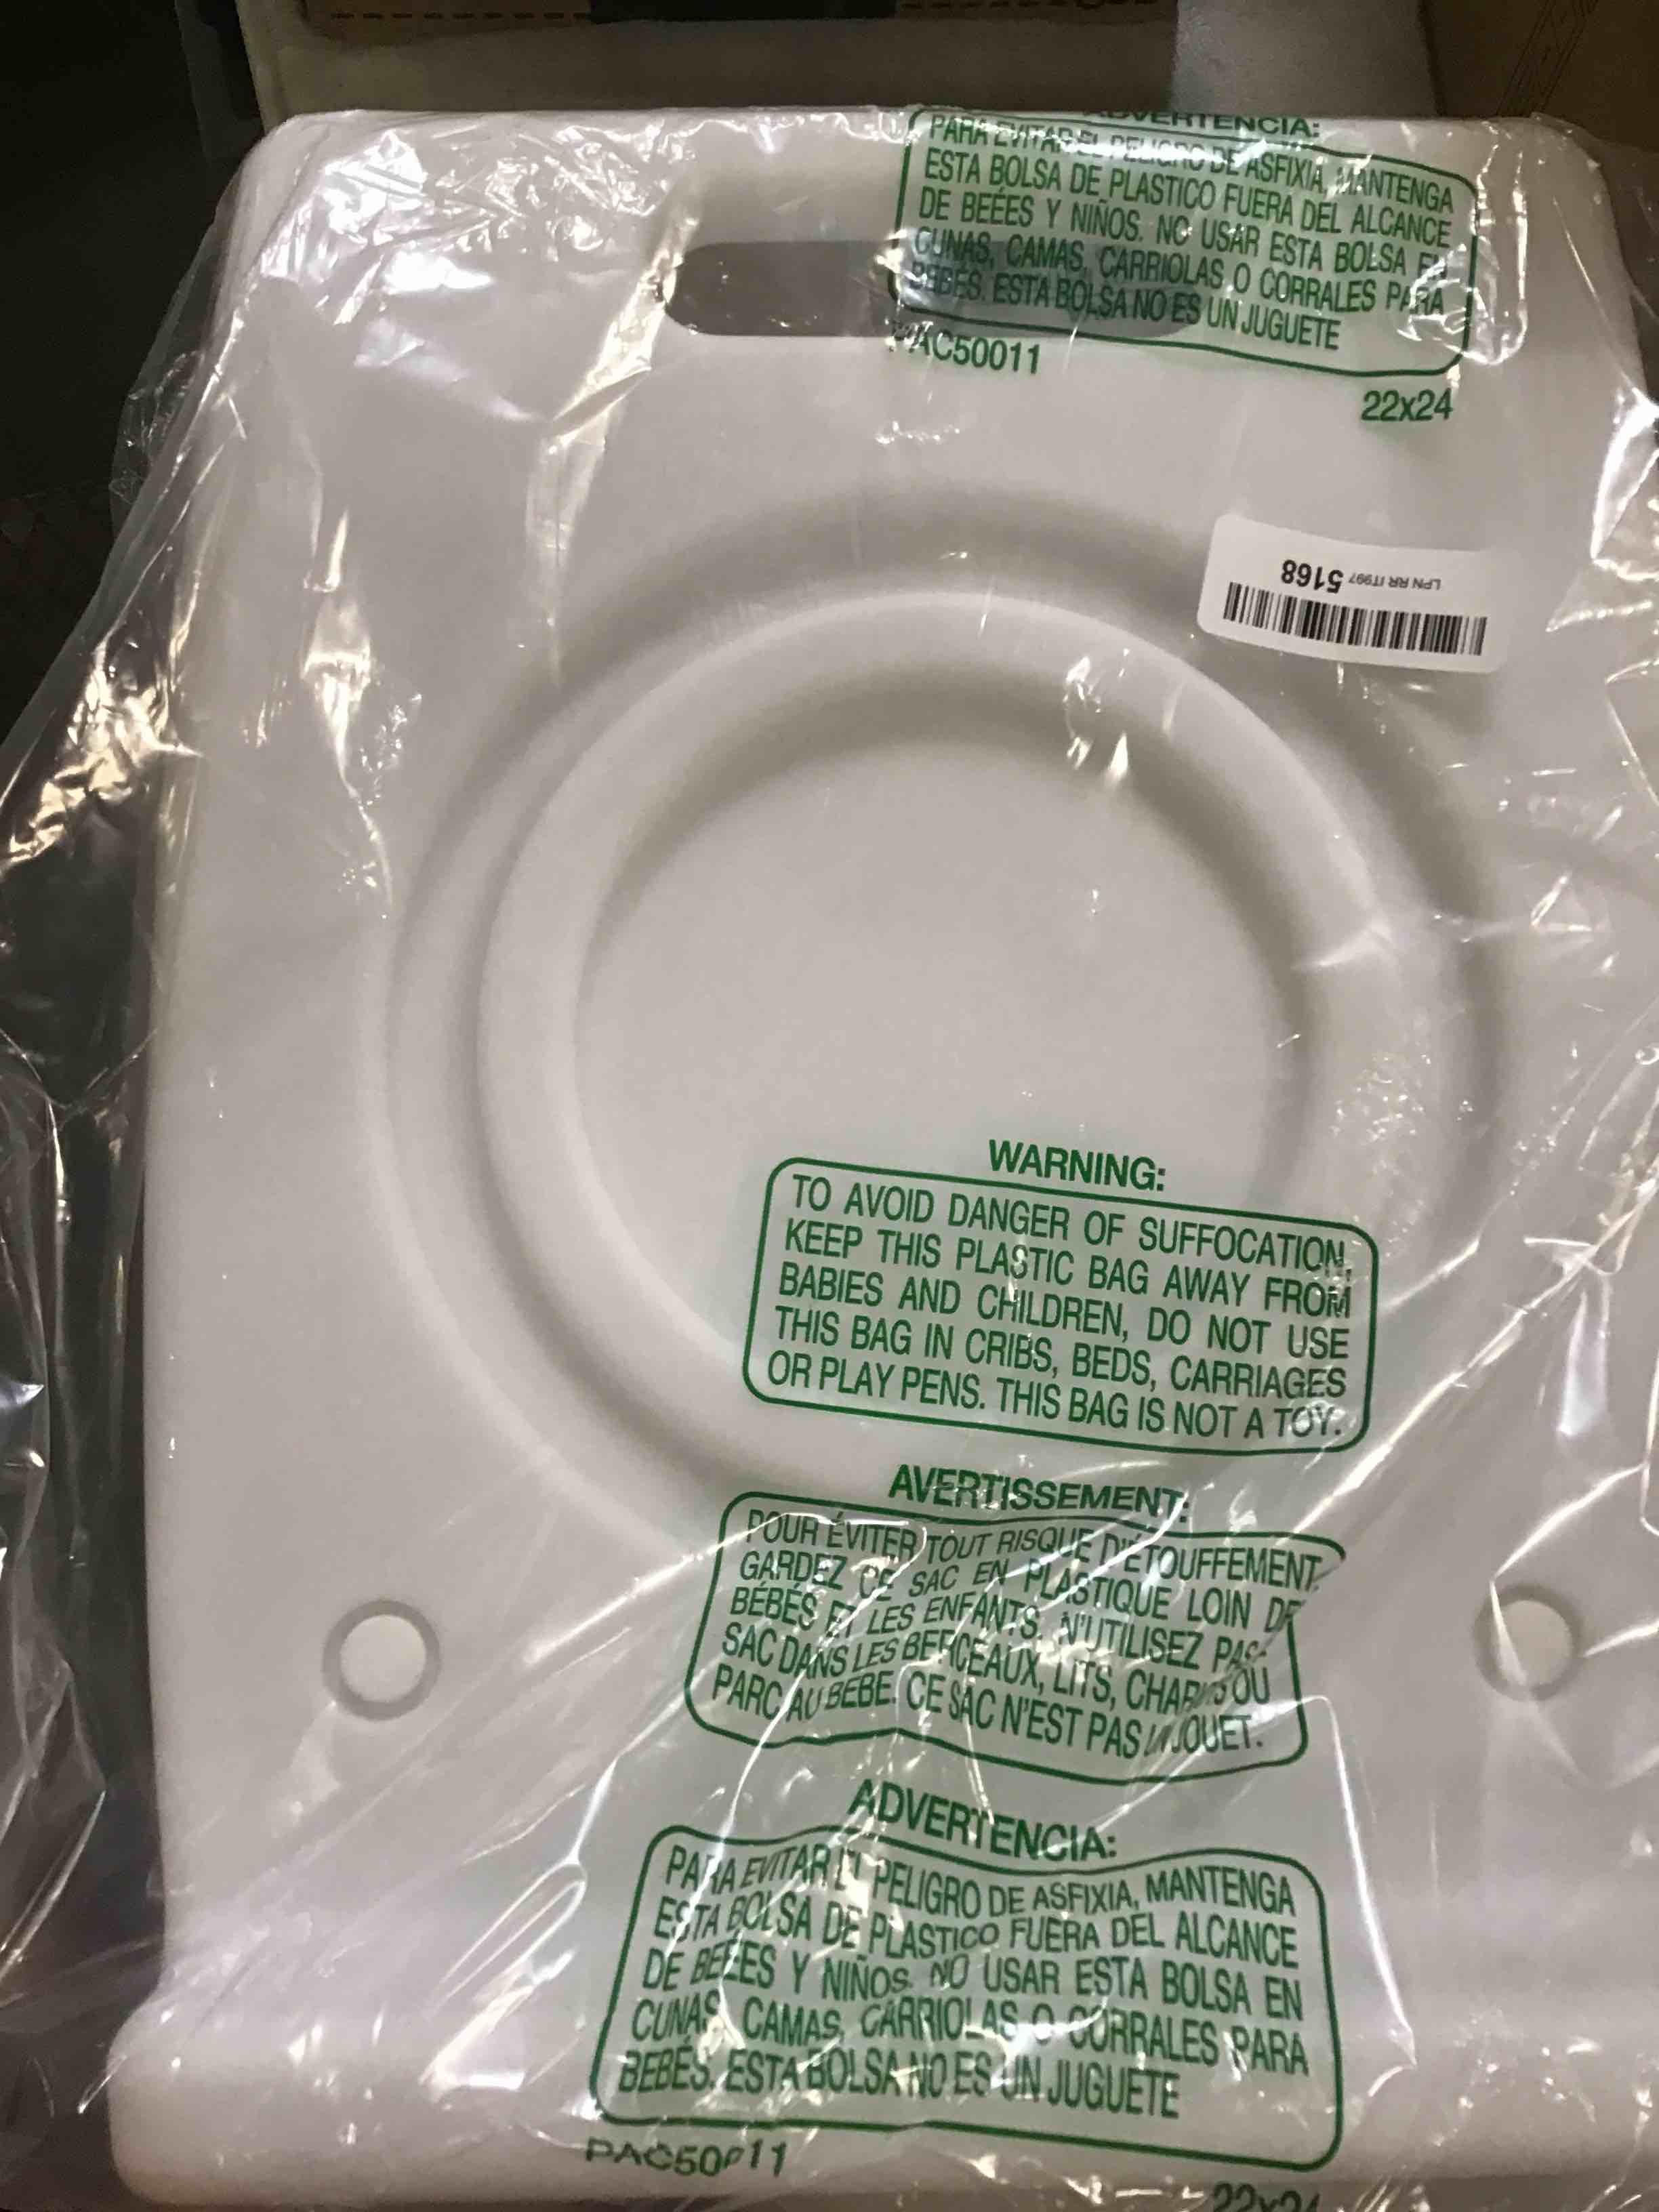 ADVERTENCIA:
PARA EVITAR EL PELIGRO DE ASFIXIA, MANTENGA
ESTA BOLSA DE PLASTICO FUERA DEL ALCANCE
DE BEÉES Y NIÑOS. NO USAR ESTA BOLSA EN
CUNAS, CAMAS, CARRIOLAS O CORRALES PARA
BEBÉS. ESTA BOLSA NO ES UN JUGUETE
PAC50011
22x24
LPN RR IT997 5168
WARNING:
TO AVOID DANGER OF SUFFOCATION,
KEEP THIS PLASTIC BAG AWAY FROM
BABIES AND CHILDREN, DO NOT USE
THIS BAG IN CRIBS, BEDS, CARRIAGES
OR PLAY PENS. THIS BAG IS NOT A TOY.
AVERTISSEMENT:
POUR ÉVITER TOUT RISQUE D'ÉTOUFFEMENT,
GARDEZ CE SAC EN PLASTIQUE LOIN DE
BÉBÉS ET LES ENFANTS. N'UTILISEZ PAS
SAC DANS LES BERCEAUX, LITS, OU
PARC AU BEBE. CE SAC N'EST PAS UN JOUET.
ADVERTENCIA:
PARA EVITAR EL PELIGRO DE ASFIXIA, MANTENGA
ESTA BOLSA DE PLASTICO FUERA DEL ALCANCE
DE BEÉES Y NIÑOS. NO USAR ESTA BOLSA EN
CUNAS, CAMAS, CARRIOLAS O CORRALES PARA
BEBÉS. ESTA BOLSA NO ES UN JUGUETE
PAC50011
22x24